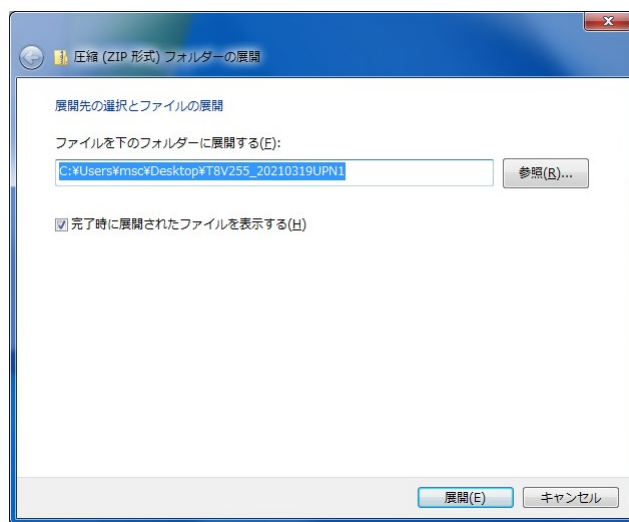 圧縮 (ZIP 形式) フォルダーの展開
展開先の選択とファイルの展開
ファイルを下のフォルダーに展開する(F):
C:¥Users¥msc¥Desktop¥T8V255_20210319UPN1
参照(R)...
完了時に展開されたファイルを表示する(H)
展開(E)
キャンセル